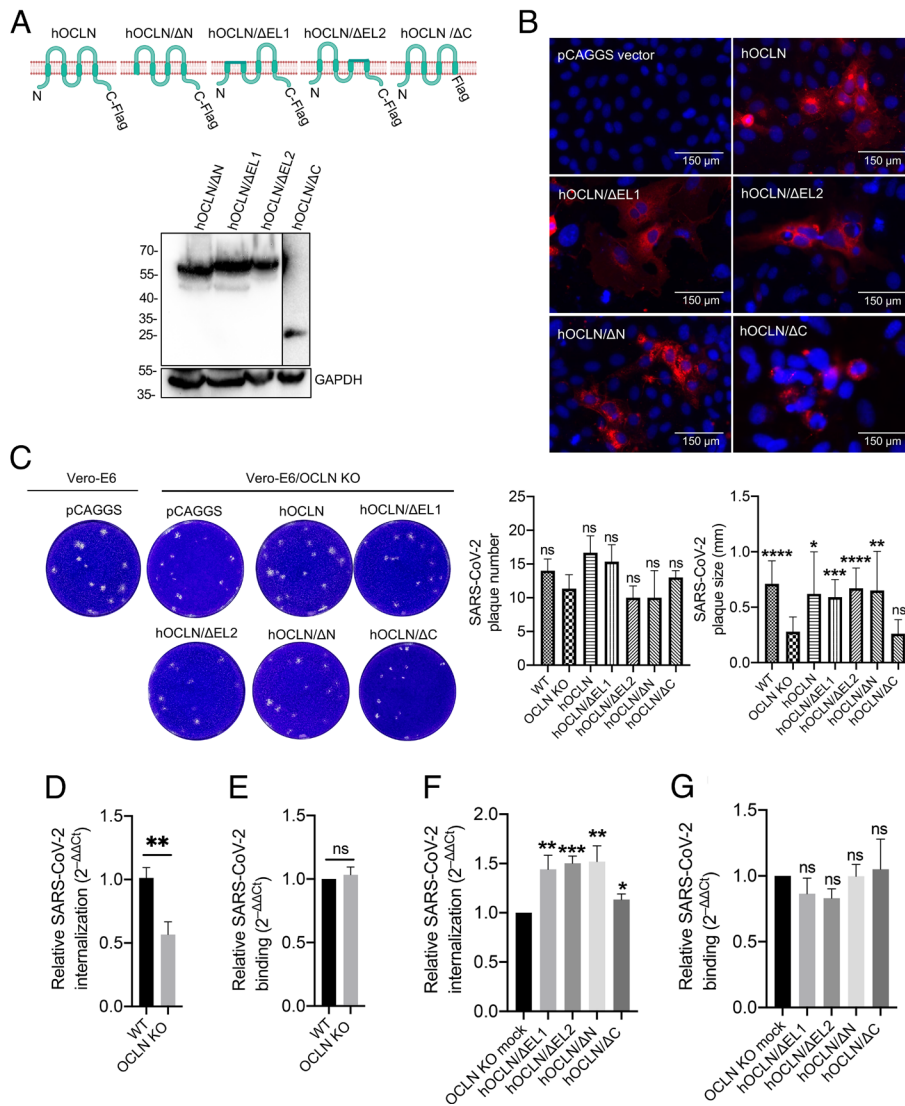 A
hOCLN hOCLN/ΔN hOCLN/ΔEL1 hOCLN/ΔEL2 hOCLN /ΔC
N C-Flag C-Flag N C-Flag N C-Flag N Flag
hOCLN/ΔN hOCLN/ΔEL1 hOCLN/ΔEL2 hOCLN/ΔC
70-
55-
40-
35-
25-
55-
35-
GAPDH
B
pCAGGS vector
150 µm
hOCLN
150 µm
hOCLN/ΔEL1
150 µm
hOCLN/ΔEL2
150 µm
hOCLN/ΔN
150 µm
hOCLN/ΔC
150 µm
C
Vero-E6 Vero-E6/OCLN KO
pCAGGS pCAGGS hOCLN hOCLN/ΔEL1
hOCLN/ΔEL2 hOCLN/ΔN hOCLN/ΔC
SARS-CoV-2
plaque number
25
20
15
10
5
0
ns ns ns ns ns ns
WT OCLN KO hOCLN hOCLN/ΔEL1 hOCLN/ΔEL2 hOCLN/ΔN hOCLN/ΔC
SARS-CoV-2
plaque size (mm)
1.5
1.0
0.5
0.0
**** * *** **** ** ns
WT OCLN KO hOCLN hOCLN/ΔEL1 hOCLN/ΔEL2 hOCLN/ΔN hOCLN/ΔC
D
Relative SARS-CoV-2
internalization (2⁻ΔΔCt)
1.5
1.0
0.5
0.0
**
WT OCLN KO
E
Relative SARS-CoV-2
binding (2⁻ΔΔCt)
1.5
1.0
0.5
0.0
ns
WT OCLN KO
F
Relative SARS-CoV-2
internalization (2⁻ΔΔCt)
2.0
1.5
1.0
0.5
0.0
** *** ** *
OCLN KO mock hOCLN/ΔEL1 hOCLN/ΔEL2 hOCLN/ΔN hOCLN/ΔC
G
Relative SARS-CoV-2
binding (2⁻ΔΔCt)
1.5
1.0
0.5
0.0
ns ns ns ns
OCLN KO mock hOCLN/ΔEL1 hOCLN/ΔEL2 hOCLN/ΔN hOCLN/ΔC